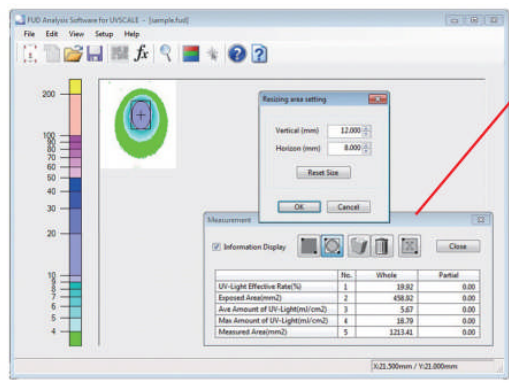 FUD Analysis Software for UVSCALE - [sample.fud]
File Edit View Setup Help
fx
200
100
90
80
70
60
50
40
30
20
10
9
8
7
6
5
4
Resizing area setting
Vertical (mm) 12.000
Horizon (mm) 8.000
Reset Size
OK Cancel
Measurement
Information Display Close
No. Whole Partial
UV-Light Effective Rate(%) 1 19.92 0.00
Exposed Area(mm2) 2 458.92 0.00
Ave Amount of UV-Light(mJ/cm2) 3 5.67 0.00
Max Amount of UV-Light(mJ/cm2) 4 18.79 0.00
Measured Area(mm2) 5 1213.41 0.00
X:21.500mm / Y:21.000mm